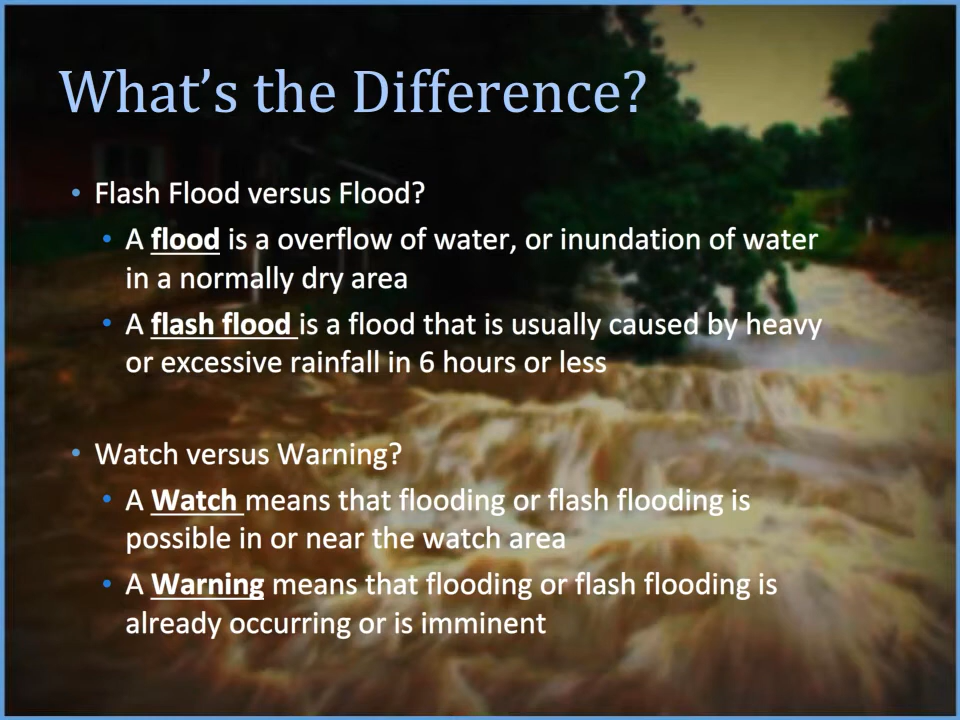 What’s the Difference?
• Flash Flood versus Flood?
• A flood is a overflow of water, or inundation of water
in a normally dry area
• A flash flood is a flood that is usually caused by heavy
or excessive rainfall in 6 hours or less
• Watch versus Warning?
• A Watch means that flooding or flash flooding is
possible in or near the watch area
• A Warning means that flooding or flash flooding is
already occurring or is imminent